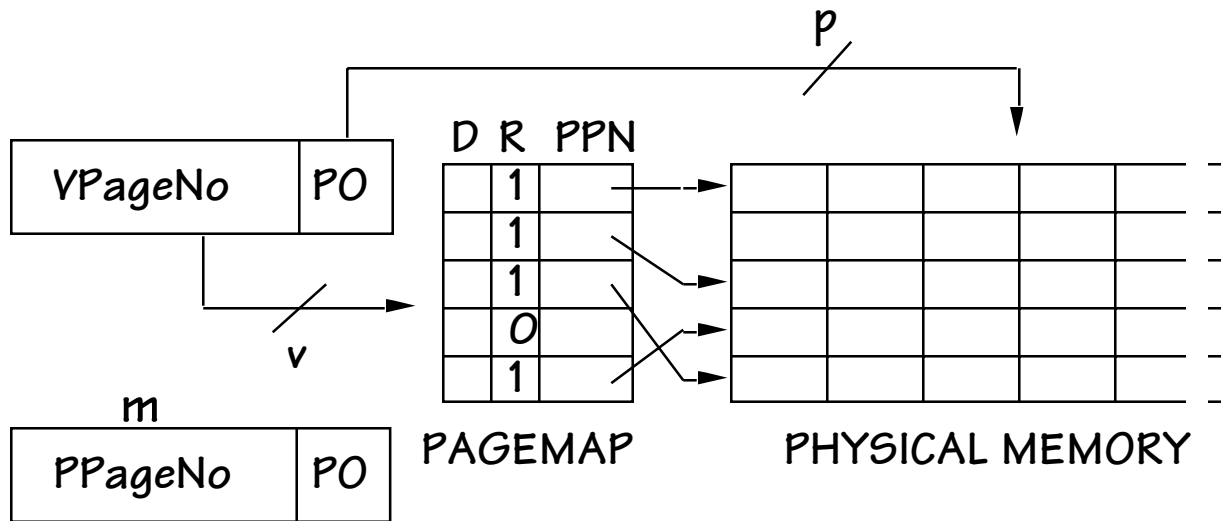 p
D R PPN
VPageNo PO
1
1
1
0
1
v
m
PPageNo PO
PAGEMAP
PHYSICAL MEMORY